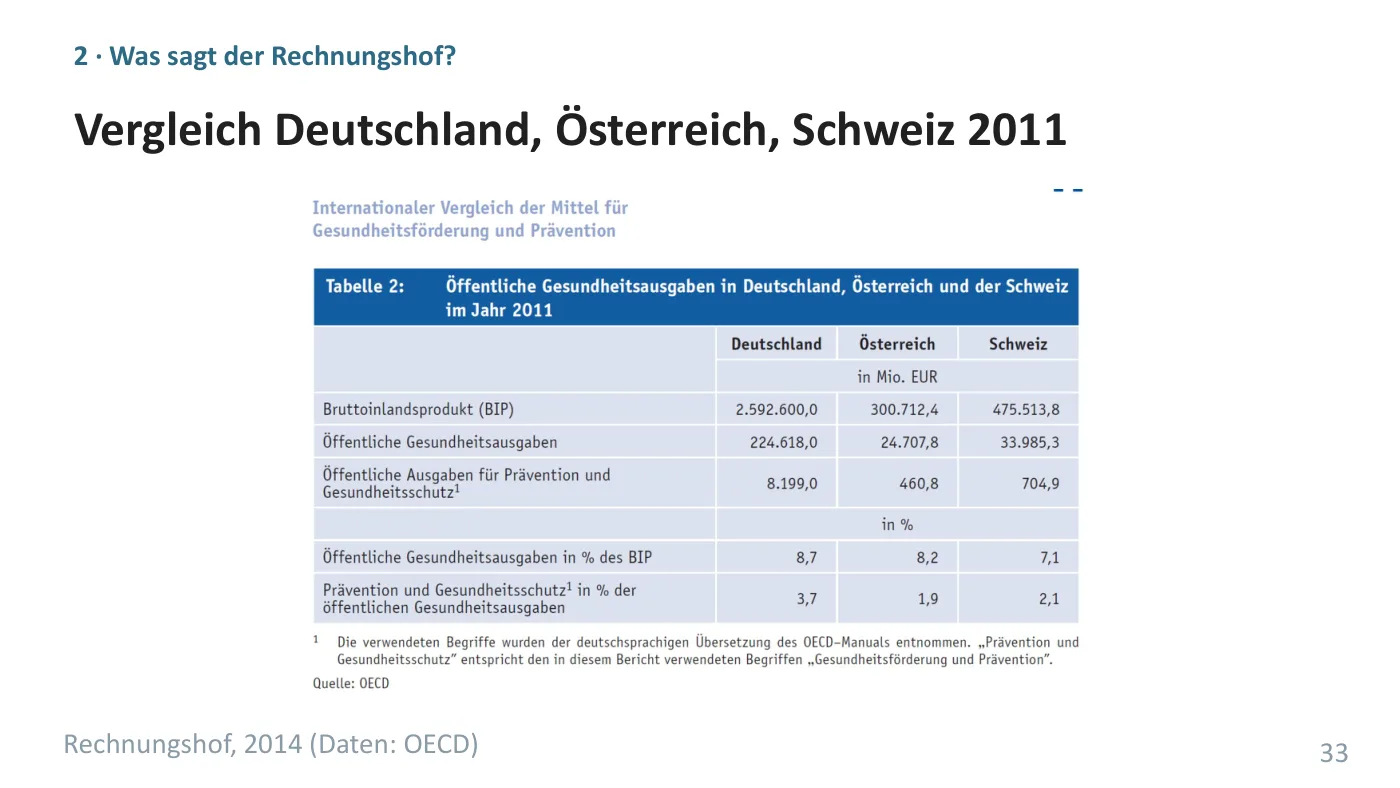 2 · Was sagt der Rechnungshof?
Vergleich Deutschland, Österreich, Schweiz 2011
Internationaler Vergleich der Mittel für
Gesundheitsförderung und Prävention
Tabelle 2: Öffentliche Gesundheitsausgaben in Deutschland, Österreich und der Schweiz
im Jahr 2011
Deutschland Österreich Schweiz
in Mio. EUR
Bruttoinlandsprodukt (BIP) 2.592.600,0 300.712,4 475.513,8
Öffentliche Gesundheitsausgaben 224.618,0 24.707,8 33.985,3
Öffentliche Ausgaben für Prävention und
Gesundheitsschutz1 8.199,0 460,8 704,9
in %
Öffentliche Gesundheitsausgaben in % des BIP 8,7 8,2 7,1
Prävention und Gesundheitsschutz1 in % der
öffentlichen Gesundheitsausgaben 3,7 1,9 2,1
1 Die verwendeten Begriffe wurden der deutschsprachigen Übersetzung des OECD–Manuals entnommen. „Prävention und
Gesundheitsschutz” entspricht den in diesem Bericht verwendeten Begriffen „Gesundheitsförderung und Prävention”.
Quelle: OECD
Rechnungshof, 2014 (Daten: OECD)
33